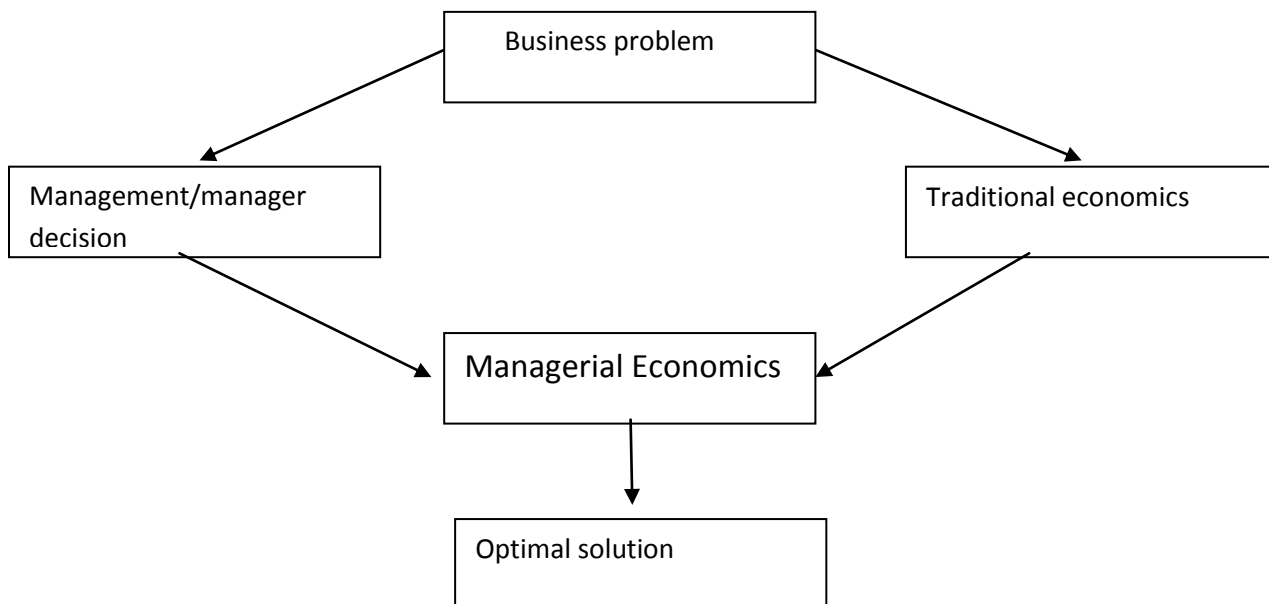 Business problem
Management/manager
decision
Traditional economics
Managerial Economics
Optimal solution